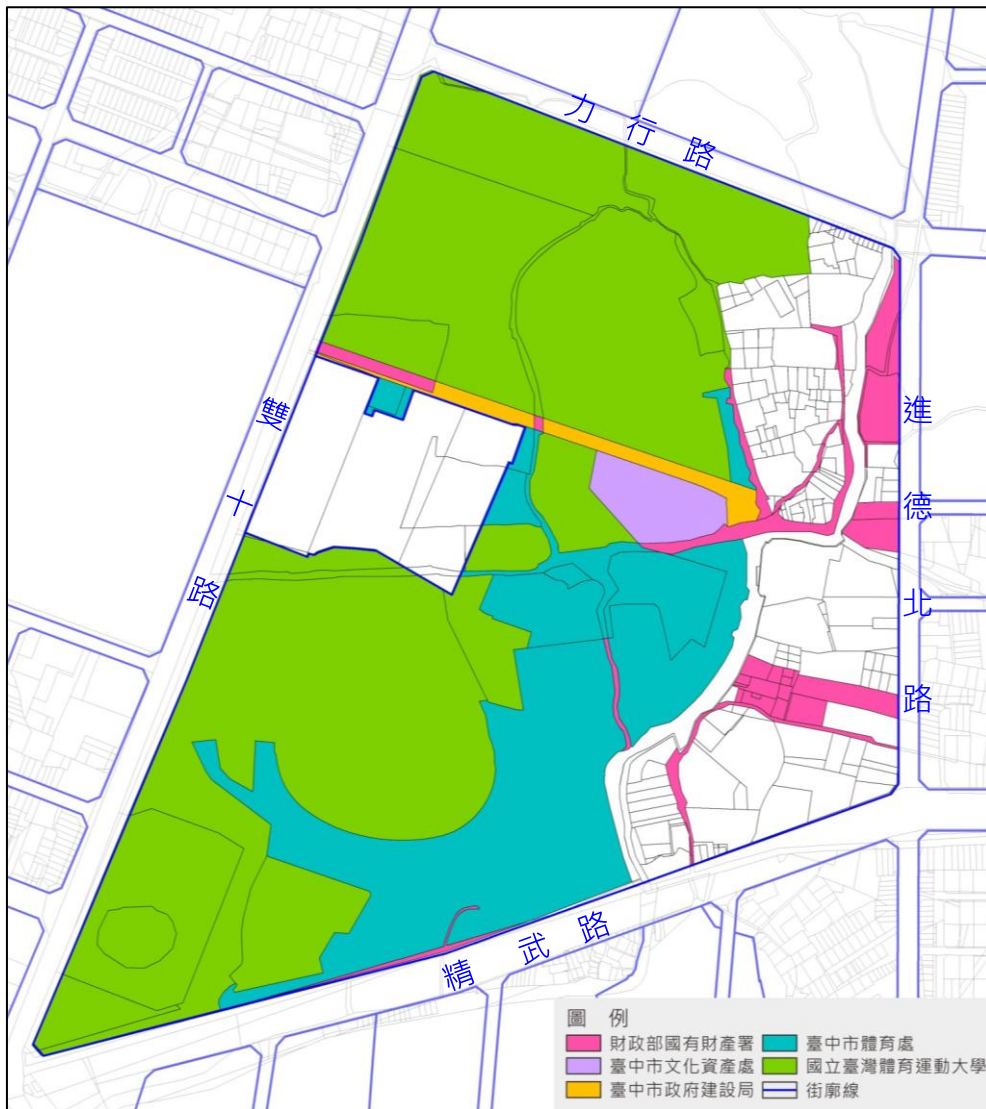 力行路
雙十路
進德北路
精武路
圖例
財政部國有財產署
臺中市體育處
臺中市文化資產處
國立臺灣體育運動大學
臺中市政府建設局
街廓線